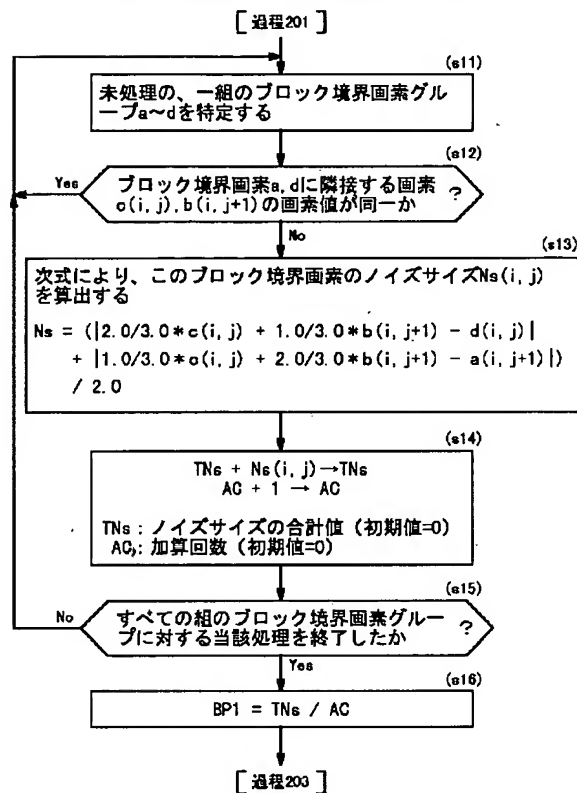 [過程201]
(s11)
未処理の、一組のブロック境界画素グル
ープa~dを特定する
(s12)
Yes
ブロック境界画素a,dに隣接する画素
c(i,j),b(i,j+1)の画素値が同一か
?
No
(s13)
次式により、このブロック境界画素のノイズサイズNs(i,j)
を算出する
Ns = (|2.0/3.0*c(i,j) + 1.0/3.0*b(i,j+1) - d(i,j)|
+ |1.0/3.0*c(i,j) + 2.0/3.0*b(i,j+1) - a(i,j+1)|)
/ 2.0
(s14)
TNs + Ns(i,j)→TNs
AC + 1 → AC
TNs : ノイズサイズの合計値 (初期値=0)
AC : 加算回数 (初期値=0)
(s15)
No
すべての組のブロック境界画素グルー
プに対する当該処理を終了したか
?
Yes
(s16)
BP1 = TNs / AC
[過程203]